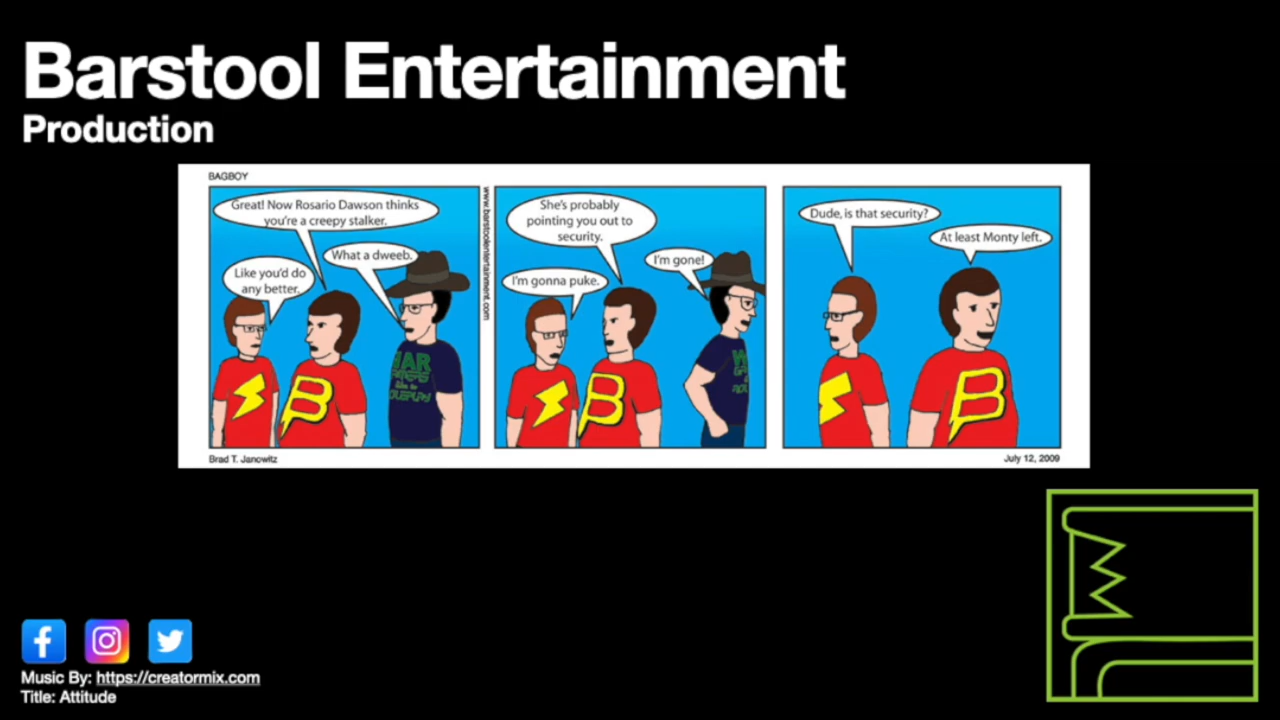 Barstool Entertainment
Production
BAGBOY
Great! Now Rosario Dawson thinks
you're a creepy stalker.
What a dweeb.
Like you'd do
any better.
www.barstoolentertainment.com
She's probably
pointing you out to
security.
I'm gone!
I'm gonna puke.
Dude, is that security?
At least Monty left.
Brad T. Janowitz
July 12, 2009
Music By: https://creatormix.com
Title: Attitude